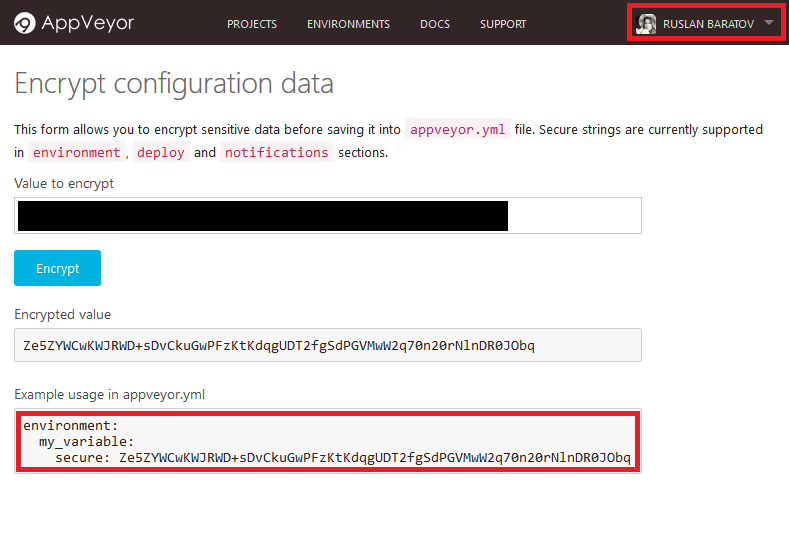 AppVeyor PROJECTS ENVIRONMENTS DOCS SUPPORT RUSLAN BARATOV
Encrypt configuration data
This form allows you to encrypt sensitive data before saving it into appveyor.yml file. Secure strings are currently supported
in environment, deploy and notifications sections.
Value to encrypt
Encrypt
Encrypted value
Ze5ZYWCwKWJRWD+sDvCkuGwPFzKtKdqgUDT2fgSdPGVMwW2q70n20rNlnDR0JObq
Example usage in appveyor.yml
environment:
my_variable:
secure: Ze5ZYWCwKWJRWD+sDvCkuGwPFzKtKdqgUDT2fgSdPGVMwW2q70n20rNlnDR0JObq